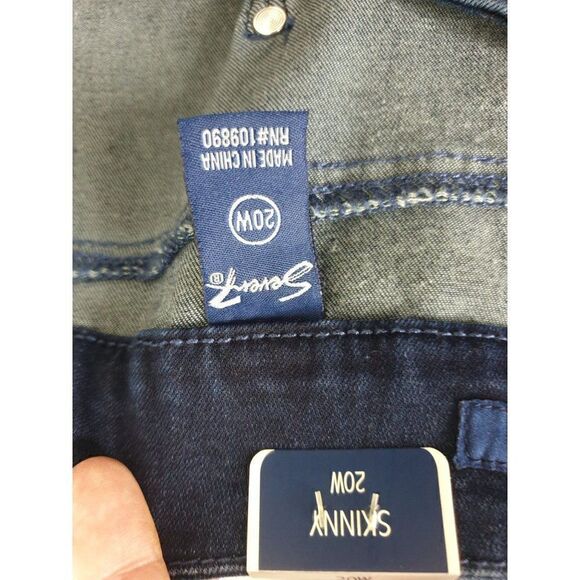 Seven7 ®
20W
MADE IN CHINA
RN#109890
SKINNY
20W